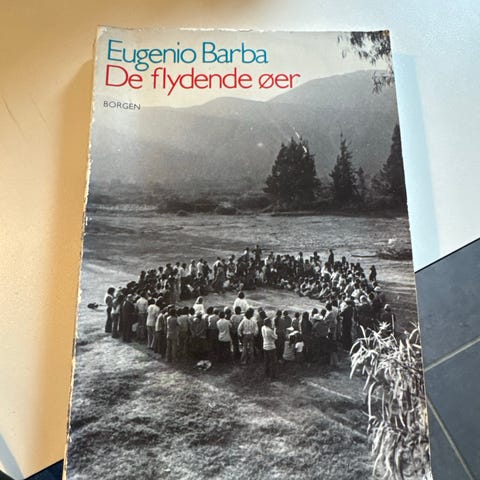 Eugenio Barba
De flydende øer
BORGEN